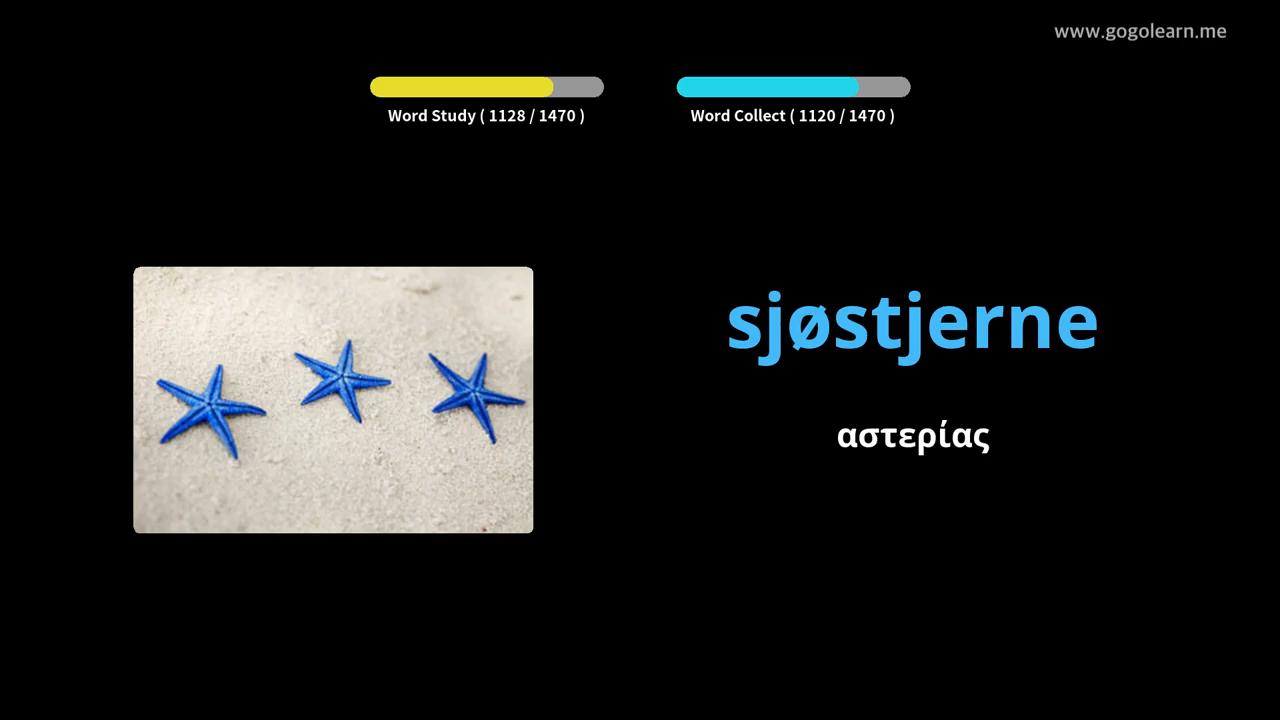 www.gogolearn.me
Word Study ( 1128 / 1470 )
Word Collect ( 1120 / 1470 )
sjøstjerne
αστερίας